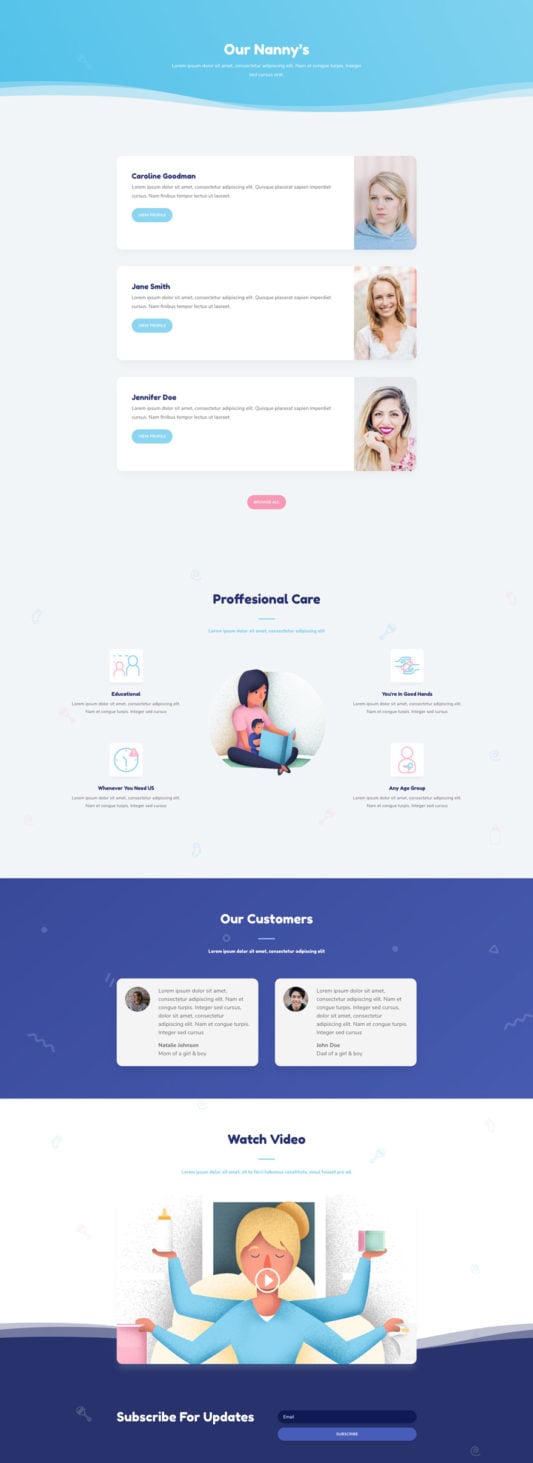 Our Nanny's
Lorem ipsum dolor sit amet, consectetur adipiscing elit. Nam et congue turpis. Integer
sed cursus erat.
Caroline Goodman
Lorem ipsum dolor sit amet, consectetur adipiscing elit. Quisque placerat sapien imperdiet
cursus. Nam finibus tempor lectus ut laoreet.
VIEW PROFILE
Jane Smith
Lorem ipsum dolor sit amet, consectetur adipiscing elit. Quisque placerat sapien imperdiet
cursus. Nam finibus tempor lectus ut laoreet.
VIEW PROFILE
Jennifer Doe
Lorem ipsum dolor sit amet, consectetur adipiscing elit. Quisque placerat sapien imperdiet
cursus. Nam finibus tempor lectus ut laoreet.
VIEW PROFILE
BROWSE ALL
Proffesional Care
Lorem ipsum dolor sit amet, consectetur adipiscing elit
Educational
Lorem ipsum dolor sit amet, consectetur adipiscing elit.
Nam et congue turpis. Integer sed cursus
Whenever You Need US
Lorem ipsum dolor sit amet, consectetur adipiscing elit.
Nam et congue turpis. Integer sed cursus
You're In Good Hands
Lorem ipsum dolor sit amet, consectetur adipiscing elit.
Nam et congue turpis. Integer sed cursus
Any Age Group
Lorem ipsum dolor sit amet, consectetur adipiscing elit.
Nam et congue turpis. Integer sed cursus
Our Customers
Lorem ipsum dolor sit amet, consectetur adipiscing elit
Lorem ipsum dolor sit amet,
consectetur adipiscing elit. Nam et
congue turpis. Integer sed cursus,
dolor sit amet, consectetur
adipiscing elit. Nam et congue turpis.
Integer sed cursus
Natalie Johnson
Mom of a girl & boy
Lorem ipsum dolor sit amet,
consectetur adipiscing elit. Nam et
congue turpis. Integer sed cursus,
dolor sit amet, consectetur
adipiscing elit. Nam et congue turpis.
Integer sed cursus
John Doe
Dad of a girl & boy
Watch Video
Lorem ipsum dolor sit amet, sit te ferri habemus constituto, simul fuisset pro ad.
Subscribe For Updates
Email
SUBSCRIBE